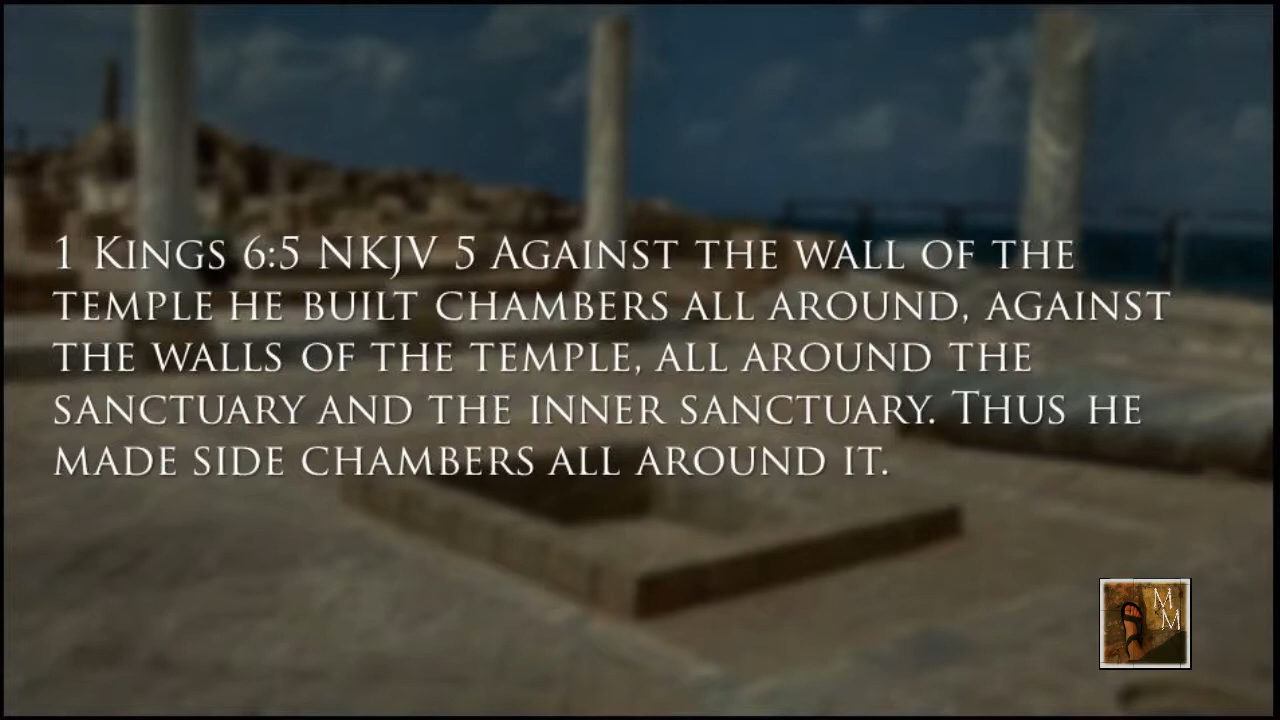 1 Kings 6:5 NKJV 5 Against the wall of the
temple he built chambers all around, against
the walls of the temple, all around the
sanctuary and the inner sanctuary. Thus he
made side chambers all around it.
M
M